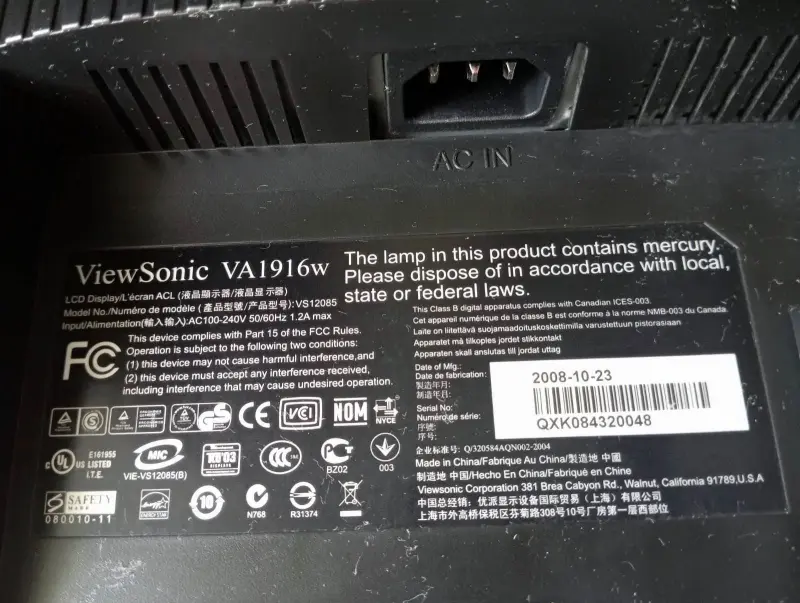 AC IN
ViewSonic VA1916w
LCD Display/L'écran ACL (液晶顯示器/液晶显示器)
Model No./Numéro de modèle (產品型號/产品型号):VS12085
Input/Alimentation(輸入輸入):AC100-240V 50/60Hz 1.2A max
The lamp in this product contains mercury.
Please dispose of in accordance with local,
state or federal laws.
FC
This device complies with Part 15 of the FCC Rules.
Operation is subject to the following two conditions:
(1) this device may not cause harmful interference,and
(2) this device must accept any interference received,
including interference that may cause undesired operation.
This Class B digital apparatus complies with Canadian ICES-003.
Cet appareil numérique de la classe B est conforme à la norme NMB-003 du Canada.
Laite on liitettävä suojamaadoituskoskettimilla varustettuun pistorasiaan
Apparatet må tilkoples jordet stikkontakt
Apparaten skall anslutas till jordat uttag
Date of Mfg.:
Date de fabrication:
製造年月:
制造年月:
2008-10-23
Serial No.:
Numéro de série:
序號:
序号:
QXK084320048
CE VCCI NOM NYCE
c UL US LISTED
E161955
I.T.E.
MIC
VIE-VS12085(B)
TCO'03
DISPLAYS
CCC
PCT
BZ02
003
SAFETY
MARK
080010-11
ENERGY STAR
10
N768
R31374
企业标准号: Q/320584AQN002-2004
Made in China/Fabrique Au China/製造地 中國
制造地 中国/Hecho En China/Fabriqué en Chine
Viewsonic Corporation 381 Brea Cabyon Rd., Walnut, California 91789,U.S.A
中国总经销: 优派显示设备国际贸易（上海）有限公司
上海市外高桥保税区芬菊路308号10号厂房第一层西部位